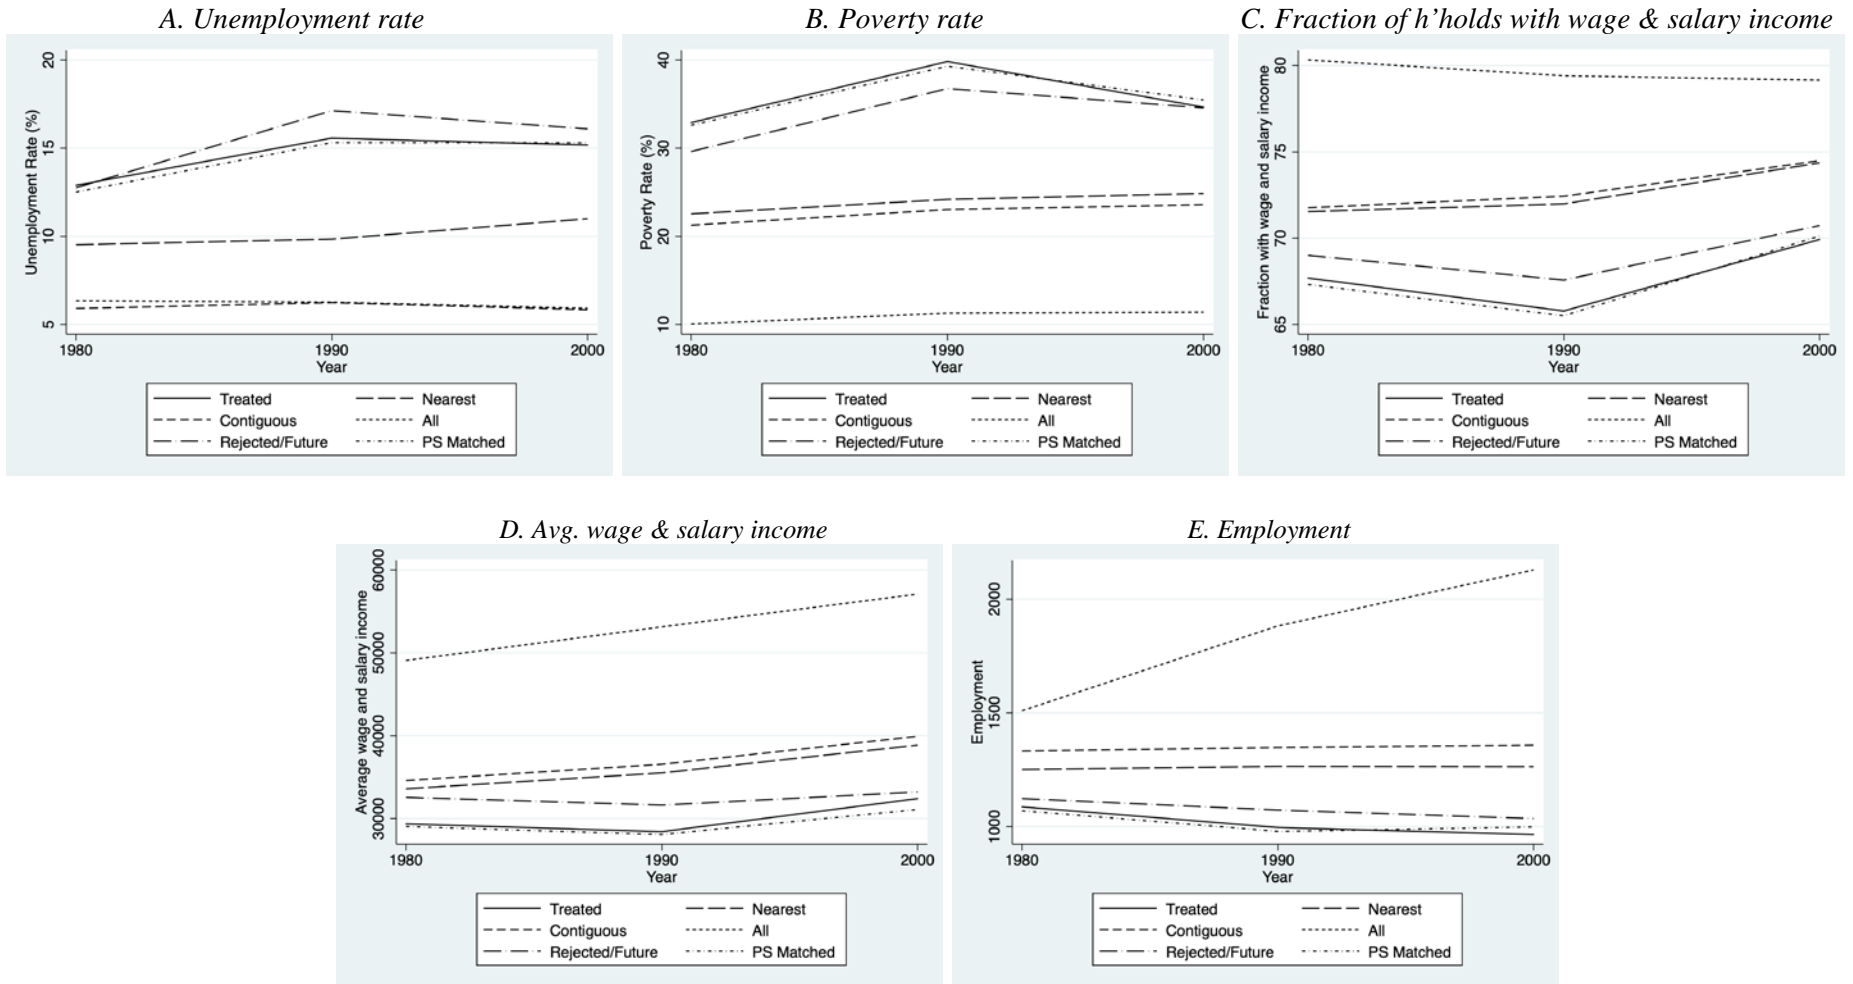 A. Unemployment rate
Unemployment Rate (%)
20
15
10
5
1980 1990 2000
Year
Treated Nearest
Contiguous All
Rejected/Future PS Matched
B. Poverty rate
Poverty Rate (%)
40
30
20
10
1980 1990 2000
Year
Treated Nearest
Contiguous All
Rejected/Future PS Matched
C. Fraction of h’holds with wage & salary income
Fraction with wage and salary income
80
75
70
65
1980 1990 2000
Year
Treated Nearest
Contiguous All
Rejected/Future PS Matched
D. Avg. wage & salary income
Average wage and salary income
60000
50000
40000
30000
1980 1990 2000
Year
Treated Nearest
Contiguous All
Rejected/Future PS Matched
E. Employment
Employment
2000
1500
1000
1980 1990 2000
Year
Treated Nearest
Contiguous All
Rejected/Future PS Matched